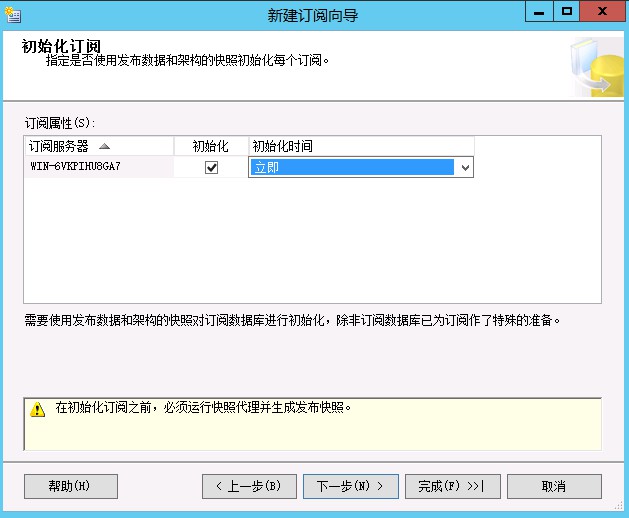 新建订阅向导
初始化订阅
指定是否使用发布数据和架构的快照初始化每个订阅。
订阅属性(S):
订阅服务器 初始化 初始化时间
WIN-6VKPIHU8GA7 立即
需要使用发布数据和架构的快照对订阅数据库进行初始化，除非订阅数据库已为订阅作了特殊的准备。
在初始化订阅之前，必须运行快照代理并生成发布快照。
帮助(H) < 上一步(B) 下一步(N) > 完成(F) >>| 取消